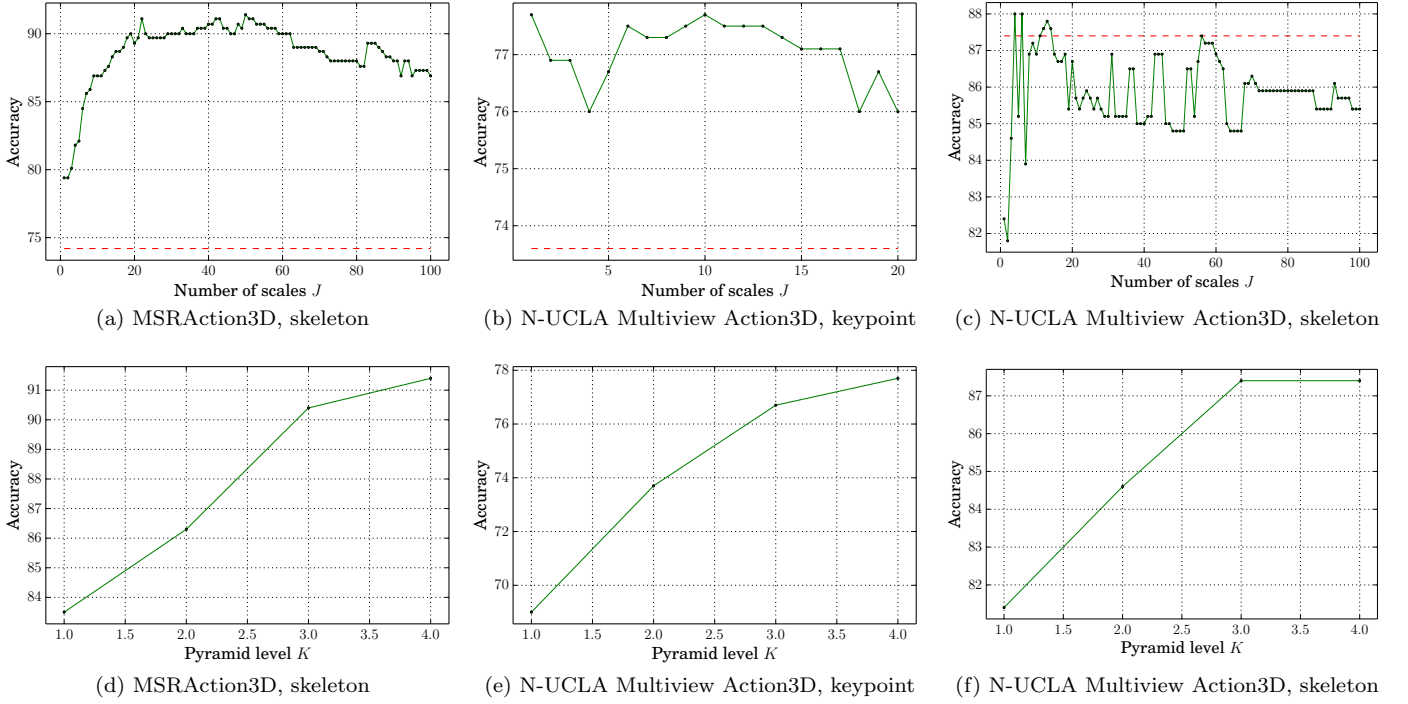 90
85
80
75
Accuracy
0 20 40 60 80 100
Number of scales J
(a) MSRAction3D, skeleton
77
76
75
74
Accuracy
5 10 15 20
Number of scales J
(b) N-UCLA Multiview Action3D, keypoint
88
87
86
85
84
83
82
Accuracy
0 20 40 60 80 100
Number of scales J
(c) N-UCLA Multiview Action3D, skeleton
91
90
89
88
87
86
85
84
Accuracy
1.0 1.5 2.0 2.5 3.0 3.5 4.0
Pyramid level K
(d) MSRAction3D, skeleton
78
76
74
72
70
Accuracy
1.0 1.5 2.0 2.5 3.0 3.5 4.0
Pyramid level K
(e) N-UCLA Multiview Action3D, keypoint
87
86
85
84
83
82
Accuracy
1.0 1.5 2.0 2.5 3.0 3.5 4.0
Pyramid level K
(f) N-UCLA Multiview Action3D, skeleton